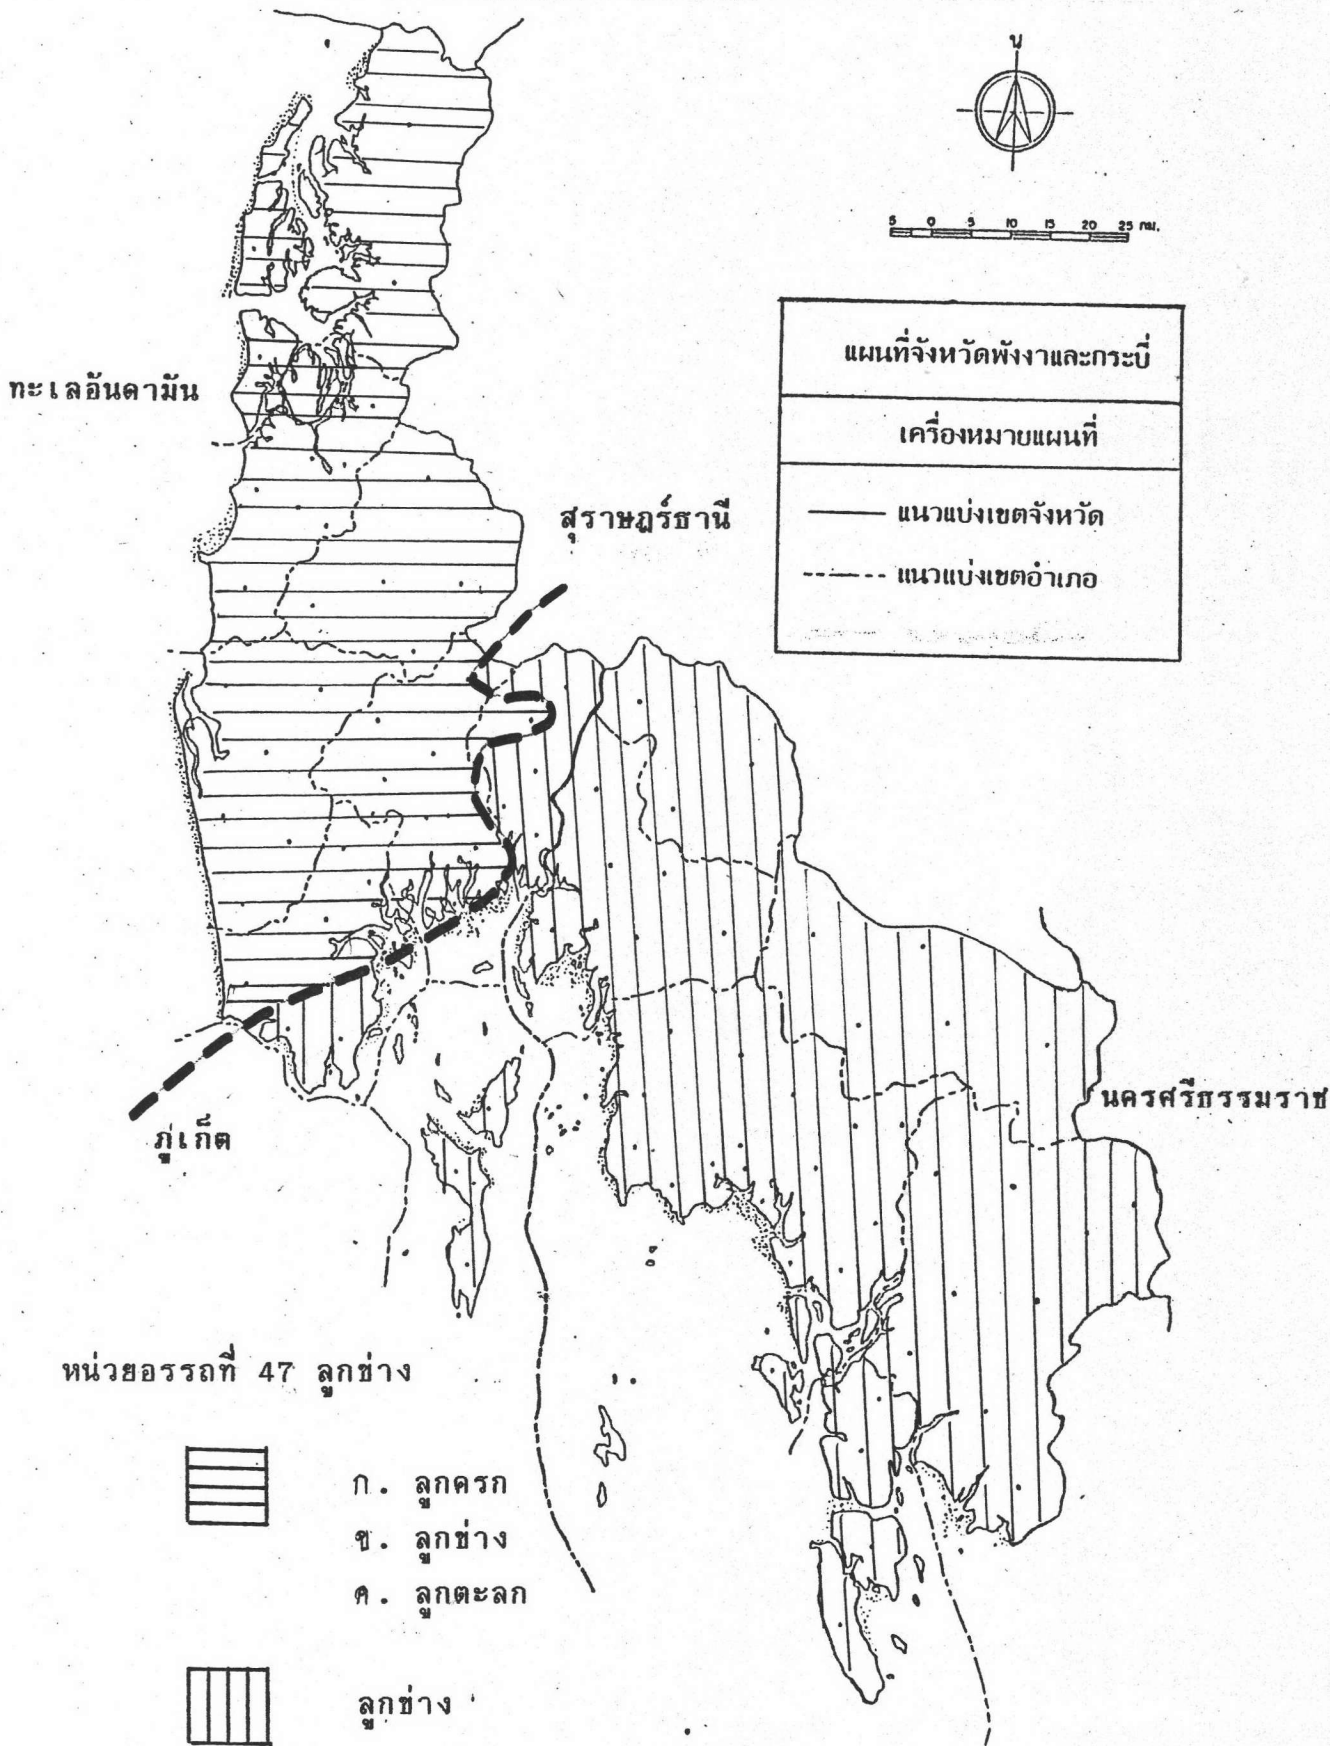 น
5 0 5 10 15 20 25 กม.
แผนที่จังหวัดพังงาและกระบี่
เครื่องหมายแผนที่
แนวแบ่งเขตจังหวัด
แนวแบ่งเขตอำเภอ
ทะเลอันดามัน
สุราษฎร์ธานี
นครศรีธรรมราช
ภูเก็ต
หน่วยอรรถที่ 47 ลูกข่าง
ก. ลูกครก
ข. ลูกข่าง
ค. ลูกตะลก
ลูกข่าง